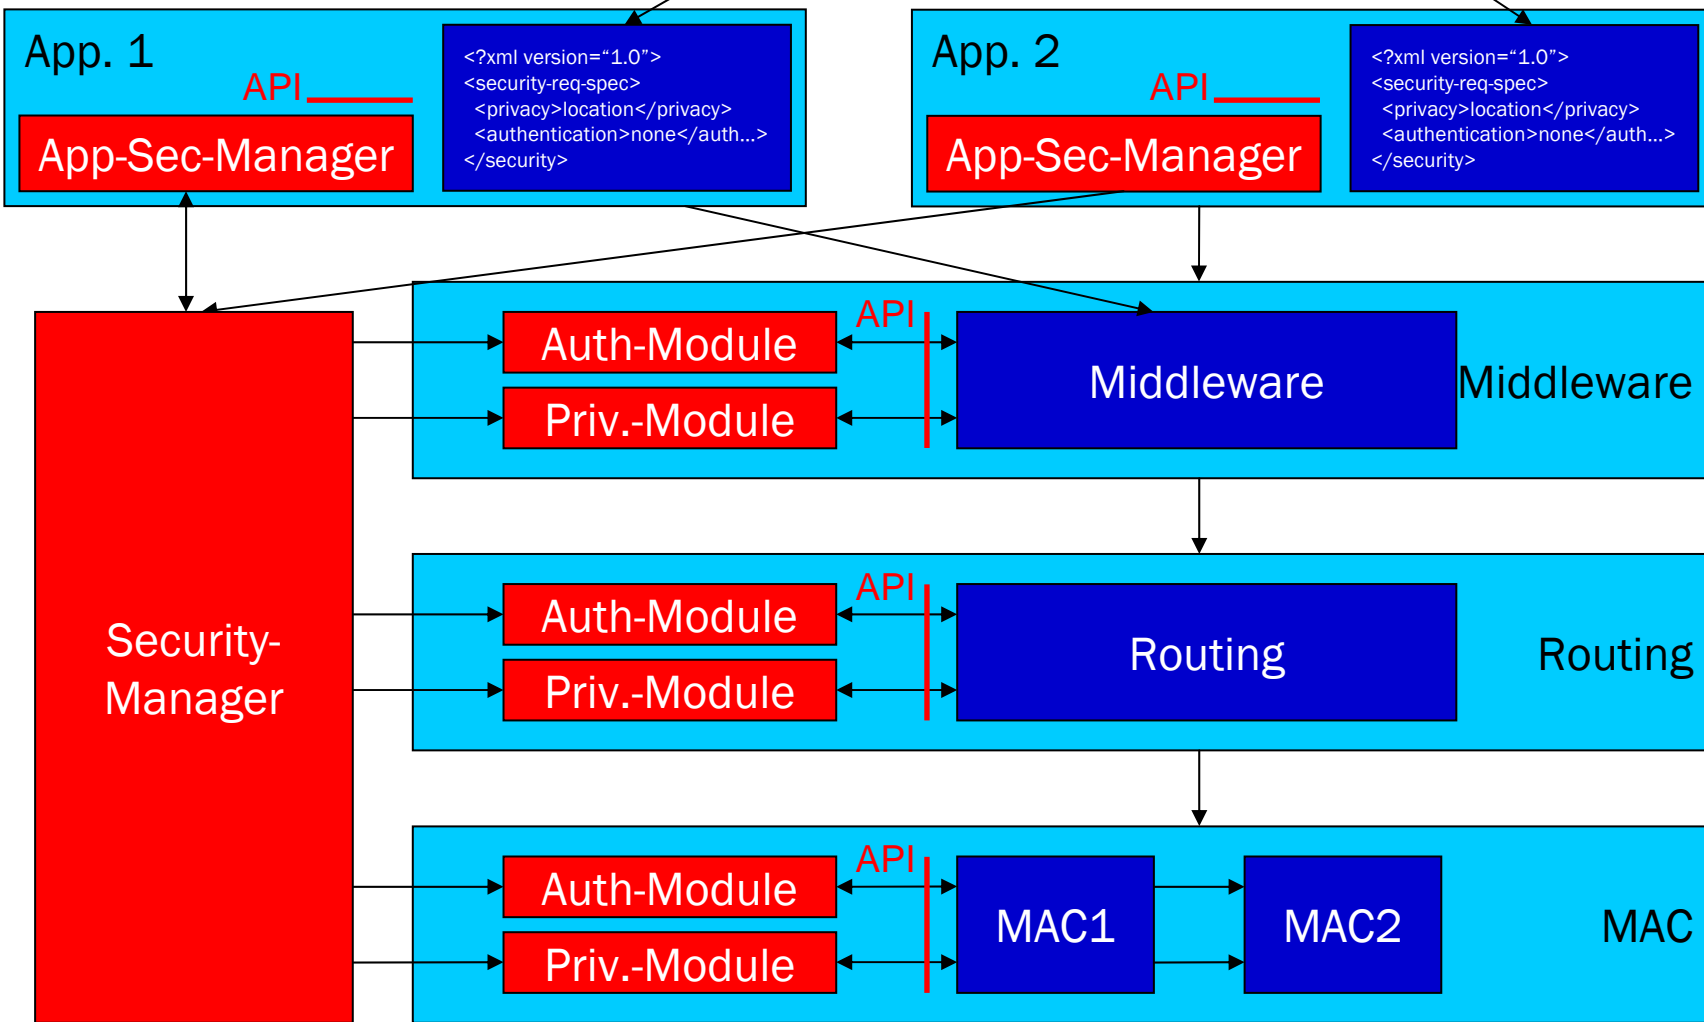 App. 1
API
App-Sec-Manager
<?xml version=“1.0”>
<security-req-spec>
<privacy>location</privacy>
<authentication>none</auth...>
</security>
App. 2
API
App-Sec-Manager
<?xml version=“1.0”>
<security-req-spec>
<privacy>location</privacy>
<authentication>none</auth...>
</security>
Security-
Manager
Auth-Module
Priv.-Module
API
Middleware
Middleware
Auth-Module
Priv.-Module
API
Routing
Routing
Auth-Module
Priv.-Module
API
MAC1
MAC2
MAC